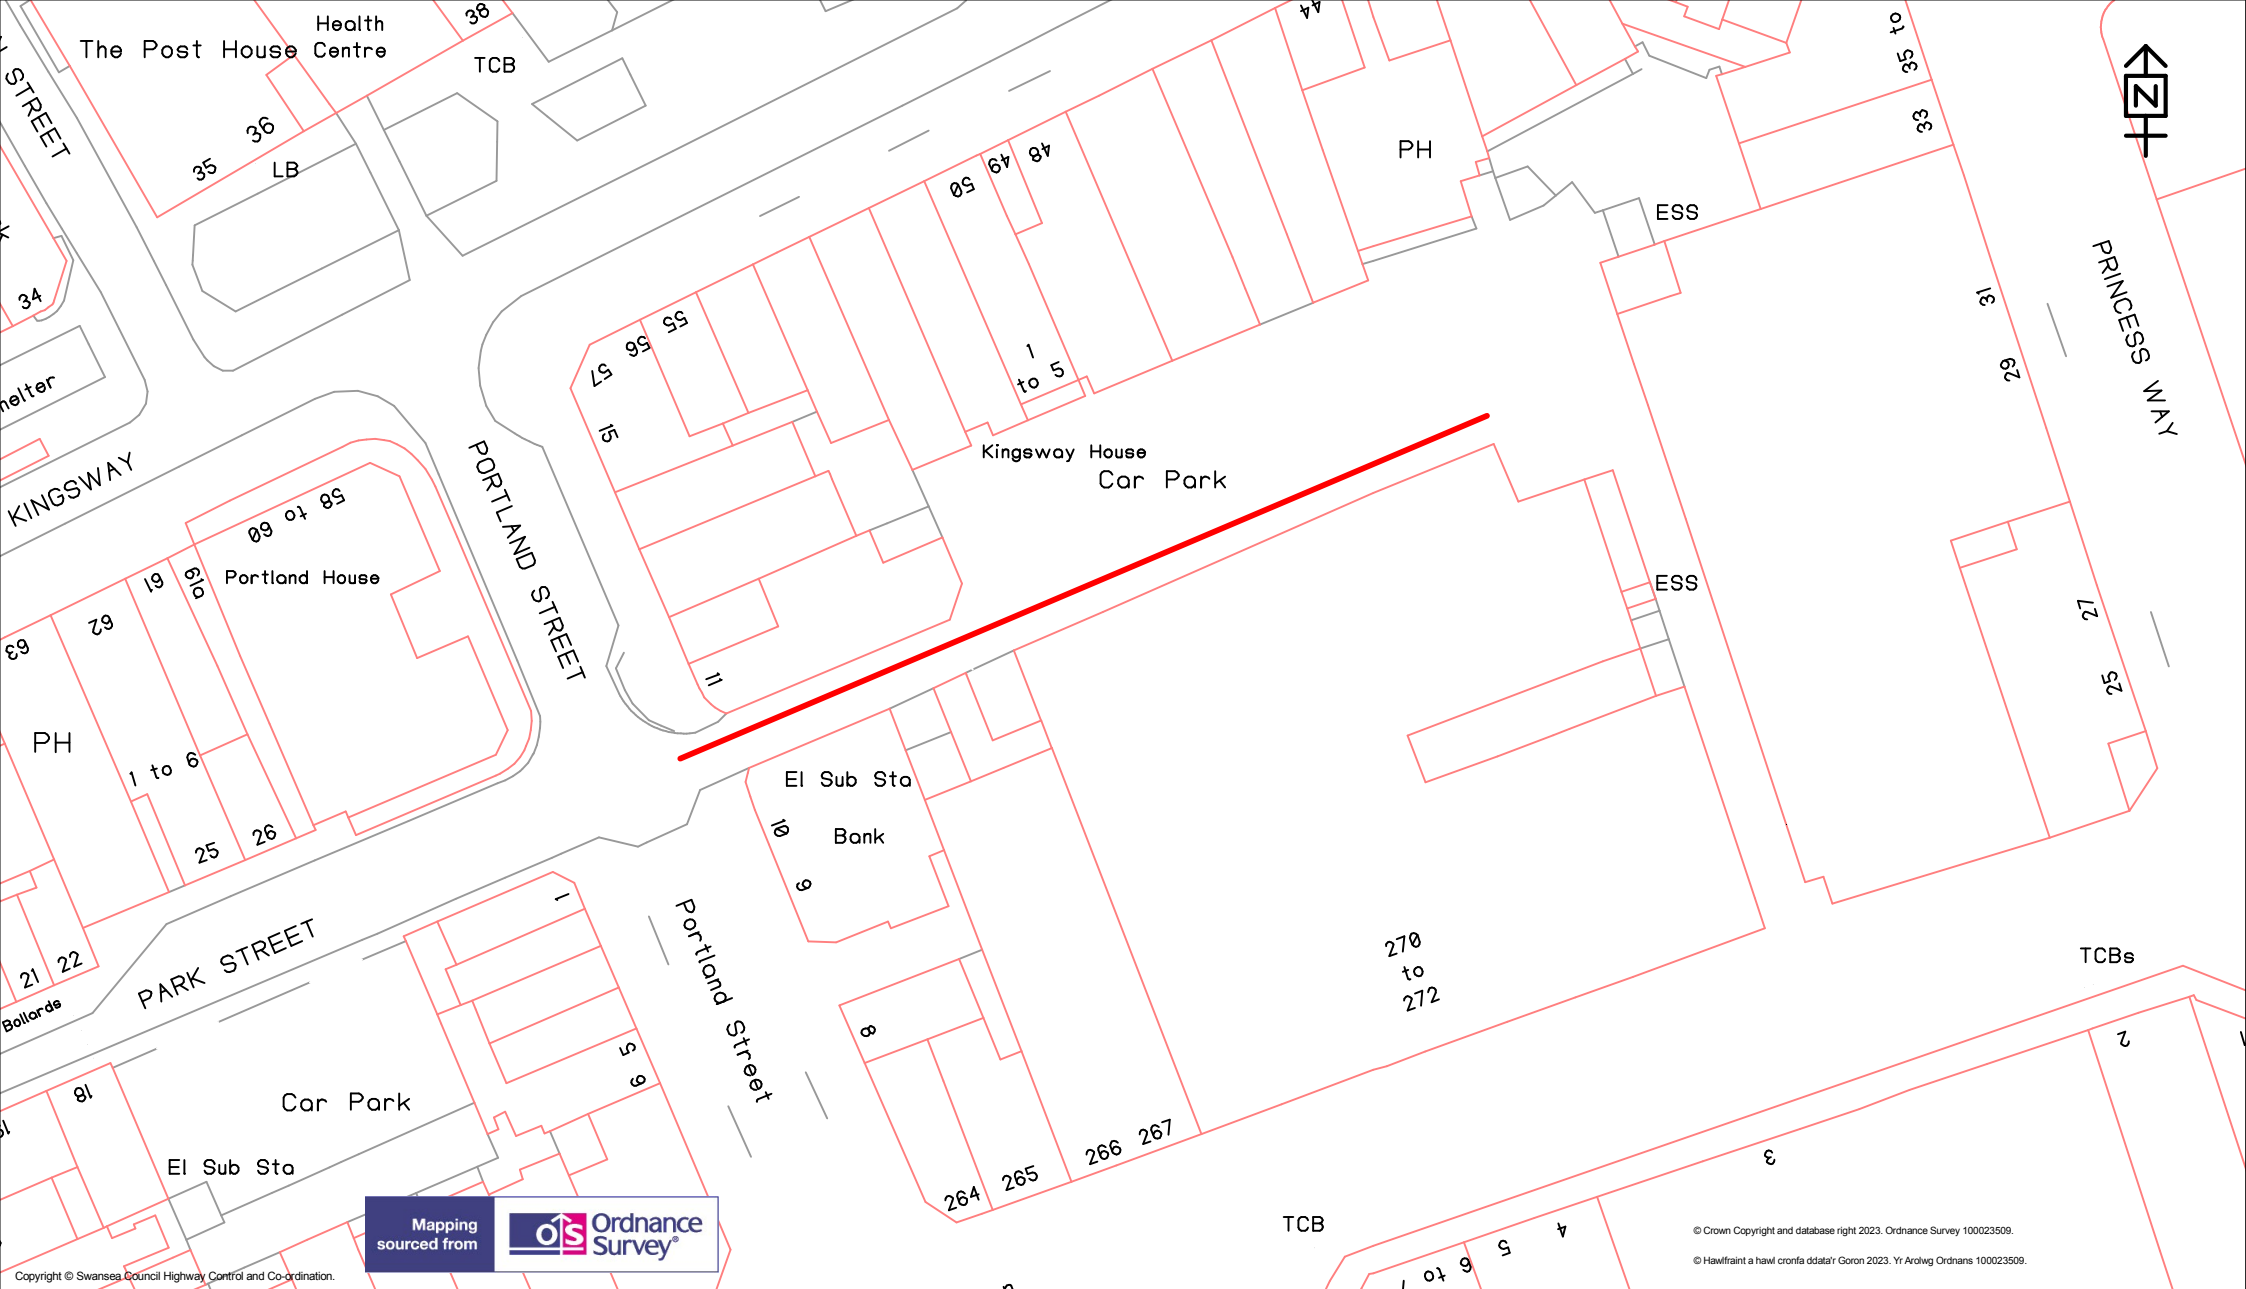 Health
The Post House Centre
38
TCB
STREET
36
35
LB
44
35 to
33
PH
ESS
48
49
50
34
31
29
PRINCESS WAY
55
56
57
1
to 5
15
Kingsway House
Car Park
KINGSWAY
58 to 60
Portland House
61
61a
62
63
PORTLAND STREET
ESS
27
25
11
PH
1 to 6
El Sub Sta
Bank
10
9
25
26
1
PARK STREET
21
22
Bollards
Portland Street
270
to
272
TCBs
8
2
5
6
18
Car Park
El Sub Sta
266 267
265
264
3
4
5
6 to 7
TCB
Mapping
sourced from
OS Ordnance
Survey®
N
© Crown Copyright and database right 2023. Ordnance Survey 100023509.
© Hawlfraint a hawl cronfa ddata'r Goron 2023. Yr Arolwg Ordnans 100023509.
Copyright © Swansea Council Highway Control and Co-ordination.